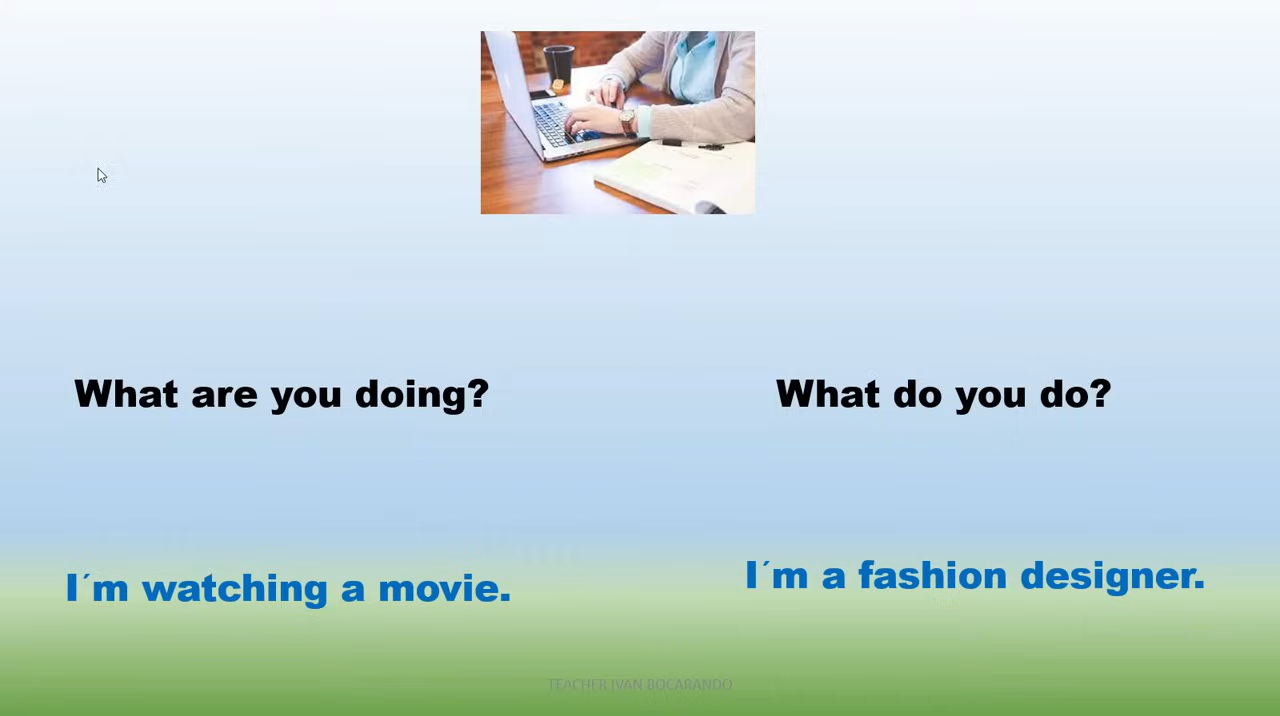 What are you doing?
What do you do?
I´m watching a movie.
I´m a fashion designer.
TEACHER IVAN BOCARANDO